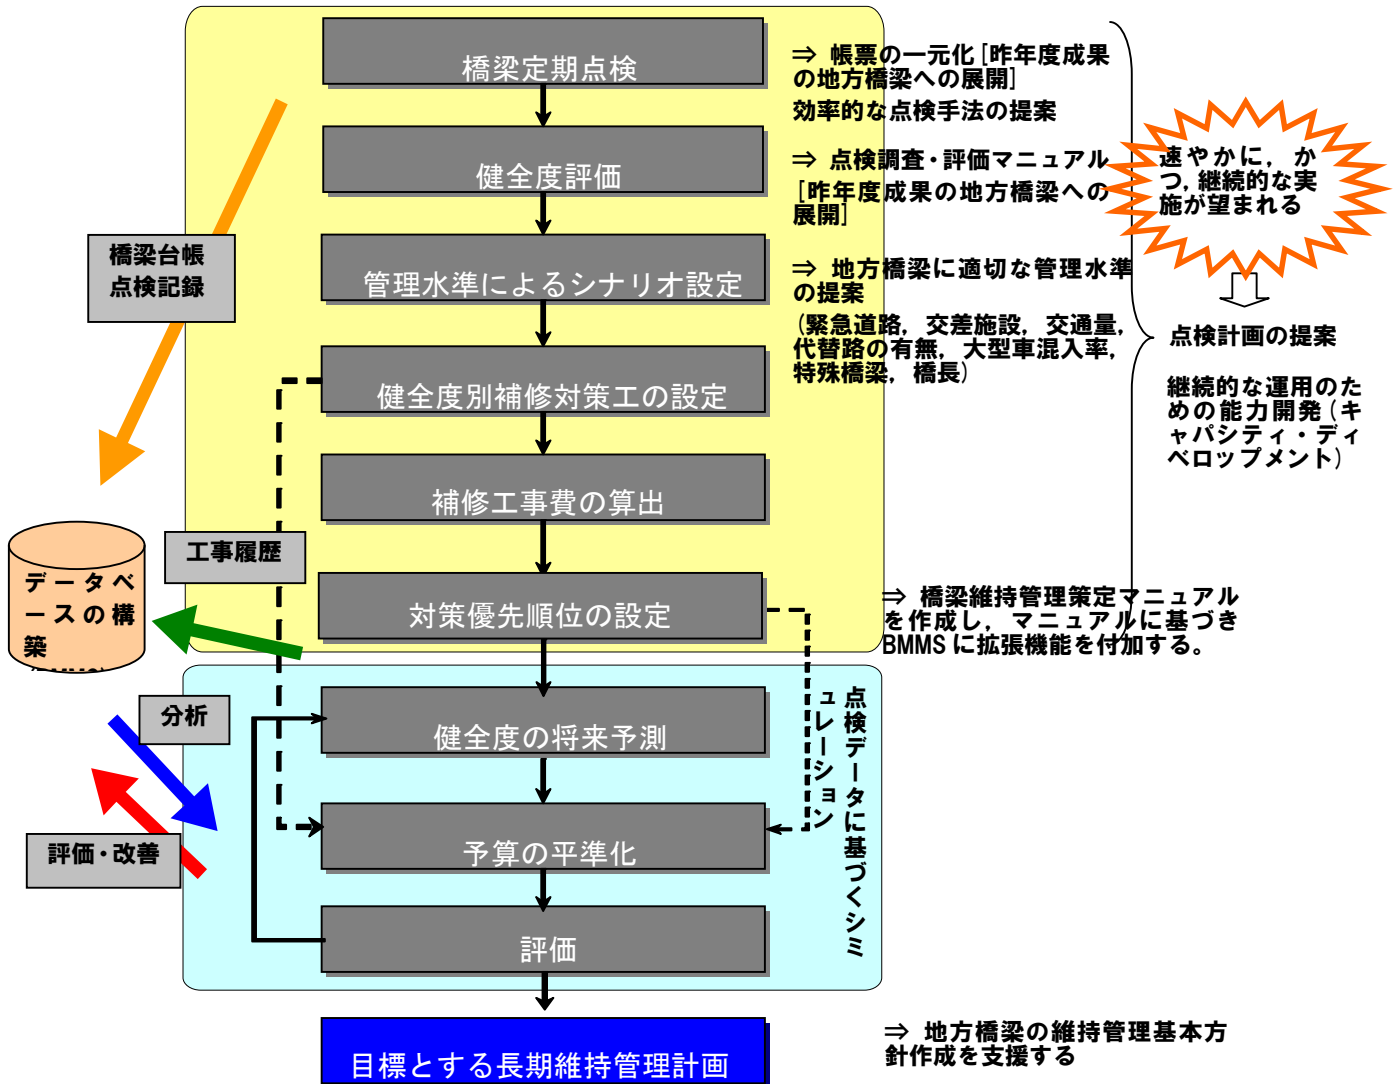 橋梁定期点検
⇒ 帳票の一元化[昨年度成果
の地方橋梁への展開]
効率的な点検手法の提案
健全度評価
⇒ 点検調査・評価マニュアル
[昨年度成果の地方橋梁への
展開]
速やかに, か
つ, 継続的な実
施が望まれる
橋梁台帳
点検記録
管理水準によるシナリオ設定
⇒ 地方橋梁に適切な管理水準
の提案
(緊急道路, 交差施設, 交通量,
代替路の有無, 大型車混入率,
特殊橋梁, 橋長)
点検計画の提案
継続的な運用のた
めの能力開発(キ
ャパシティ・ディ
ベロップメント)
健全度別補修対策工の設定
補修工事費の算出
工事履歴
データベ
ースの構
築
対策優先順位の設定
⇒ 橋梁維持管理策定マニュアル
を作成し, マニュアルに基づき
BMMS に拡張機能を付加する。
分析
健全度の将来予測
点検データに基づくシミ
ュレーション
評価・改善
予算の平準化
評価
目標とする長期維持管理計画
⇒ 地方橋梁の維持管理基本方
針作成を支援する